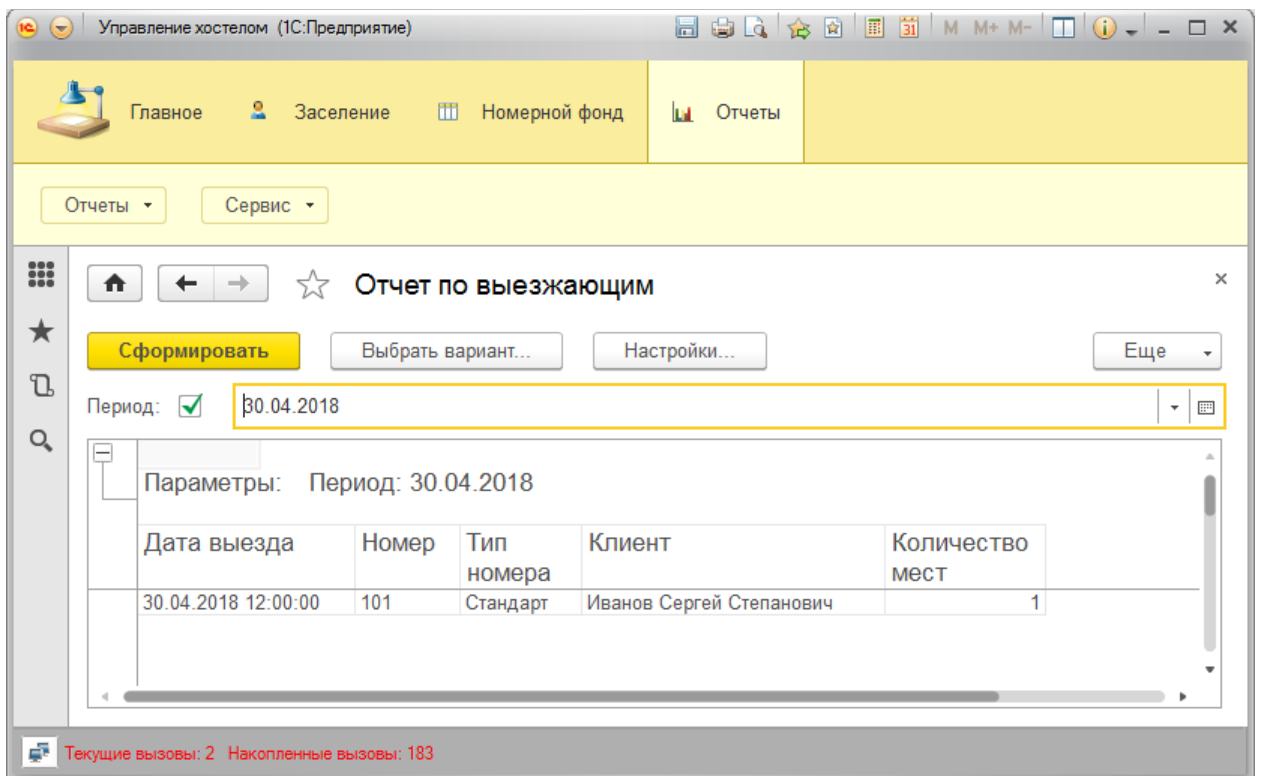 Управление хостелом (1С:Предприятие)
M M+ M-
31
Главное Заселение Номерной фонд Отчеты
Отчеты Сервис
Отчет по выезжающим
Сформировать Выбрать вариант... Настройки... Еще
Период: 30.04.2018
Параметры: Период: 30.04.2018
Дата выезда Номер Тип номера Клиент Количество мест
30.04.2018 12:00:00 101 Стандарт Иванов Сергей Степанович 1
Текущие вызовы: 2 Накопленные вызовы: 183